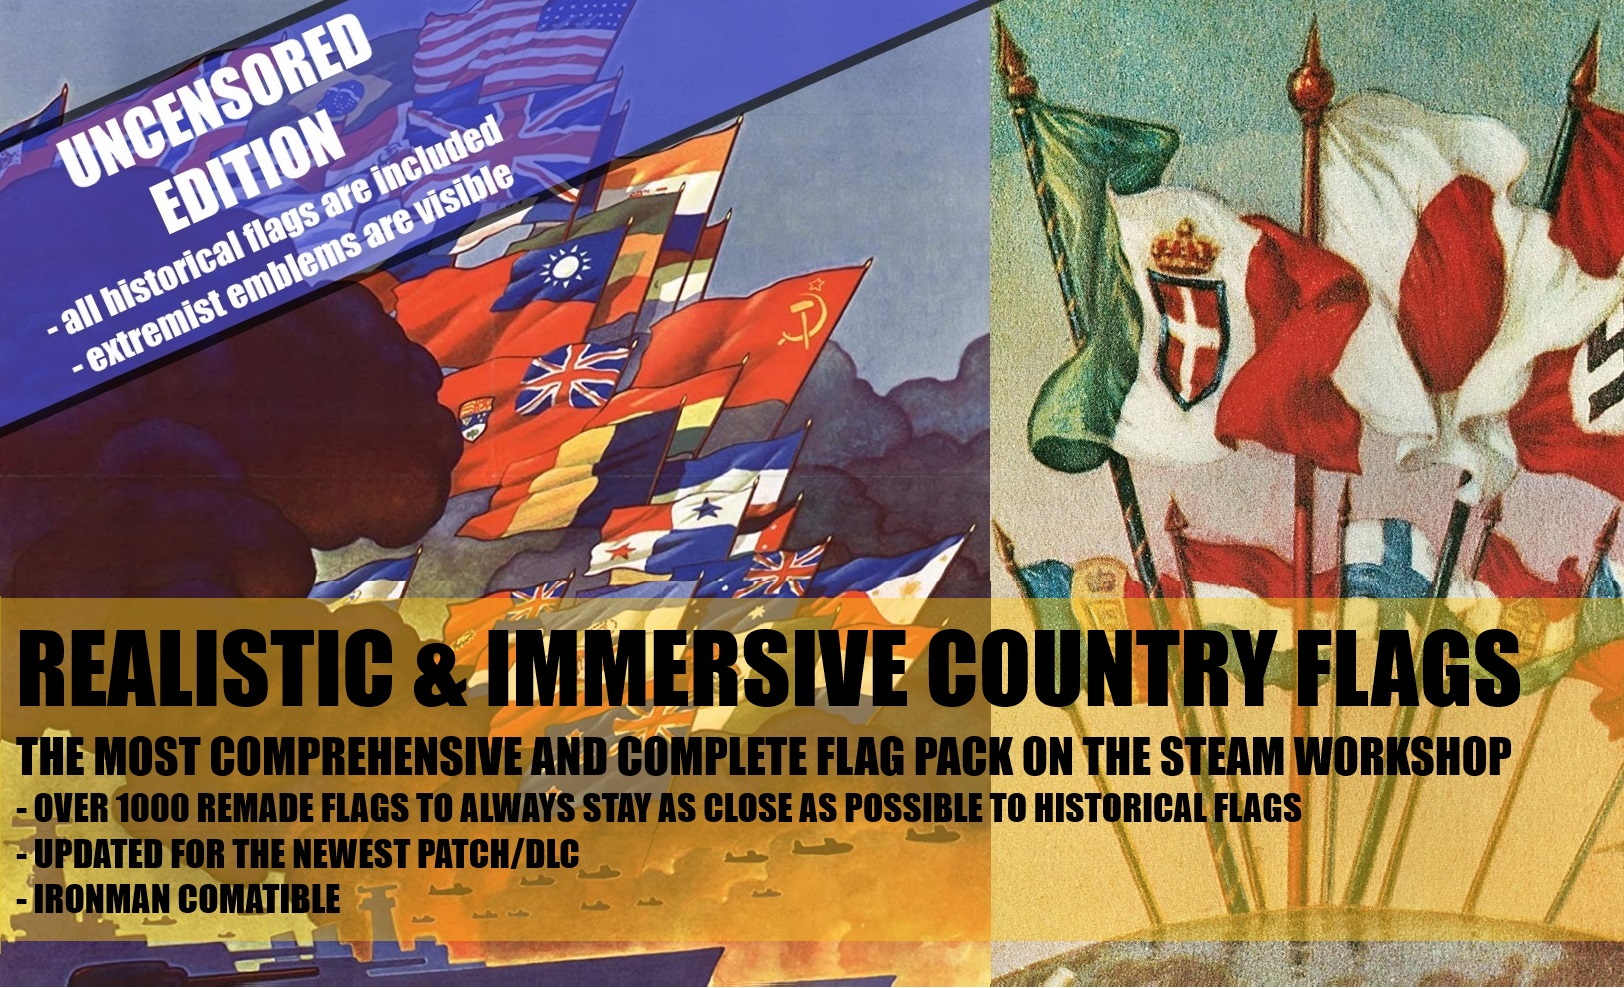 UNCENSORED
EDITION
- all historical flags are included
- extremist emblems are visible
REALISTIC & IMMERSIVE COUNTRY FLAGS
THE MOST COMPREHENSIVE AND COMPLETE FLAG PACK ON THE STEAM WORKSHOP
- OVER 1000 REMADE FLAGS TO ALWAYS STAY AS CLOSE AS POSSIBLE TO HISTORICAL FLAGS
- UPDATED FOR THE NEWEST PATCH/DLC
- IRONMAN COMATIBLE